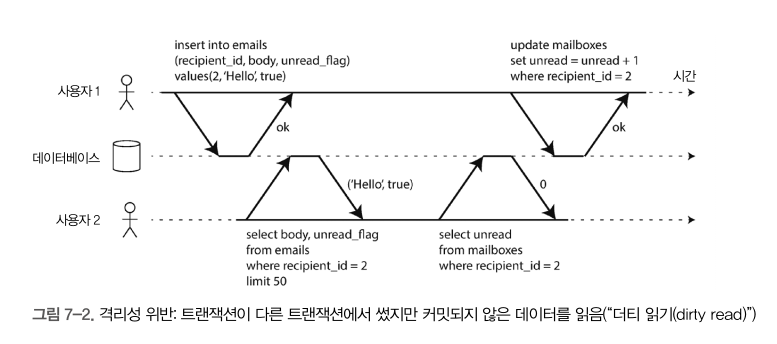 insert into emails
(recipient_id, body, unread_flag)
values(2, 'Hello', true)
update mailboxes
set unread = unread + 1
where recipient_id = 2
시간
사용자 1
ok
ok
데이터베이스
('Hello', true)
0
사용자 2
select body, unread_flag
from emails
where recipient_id = 2
limit 50
select unread
from mailboxes
where recipient_id = 2
그림 7-2. 격리성 위반: 트랜잭션이 다른 트랜잭션에서 썼지만 커밋되지 않은 데이터를 읽음(“더티 읽기(dirty read)”)